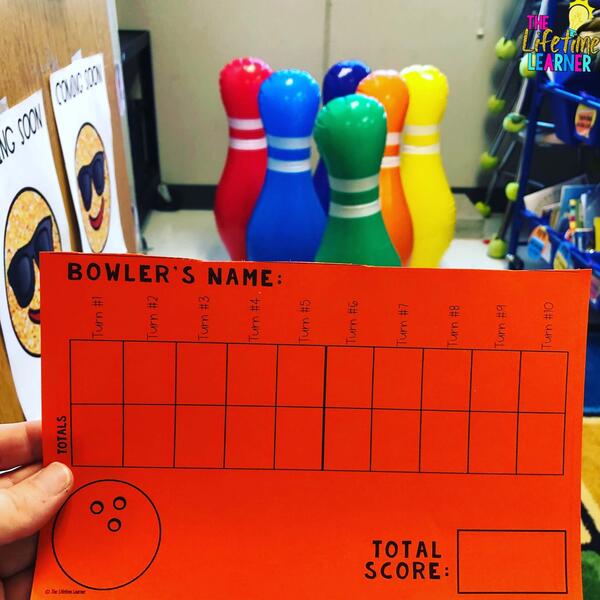 THE
LifeTime
LEARNER
NG SOON
COMING SOON
BOWLER'S NAME:
Turn #1
Turn #2
Turn #3
Turn #4
Turn #5
Turn #6
Turn #7
Turn #8
Turn #9
Turn #10
TOTALS
TOTAL
SCORE:
© The Lifetime Learner